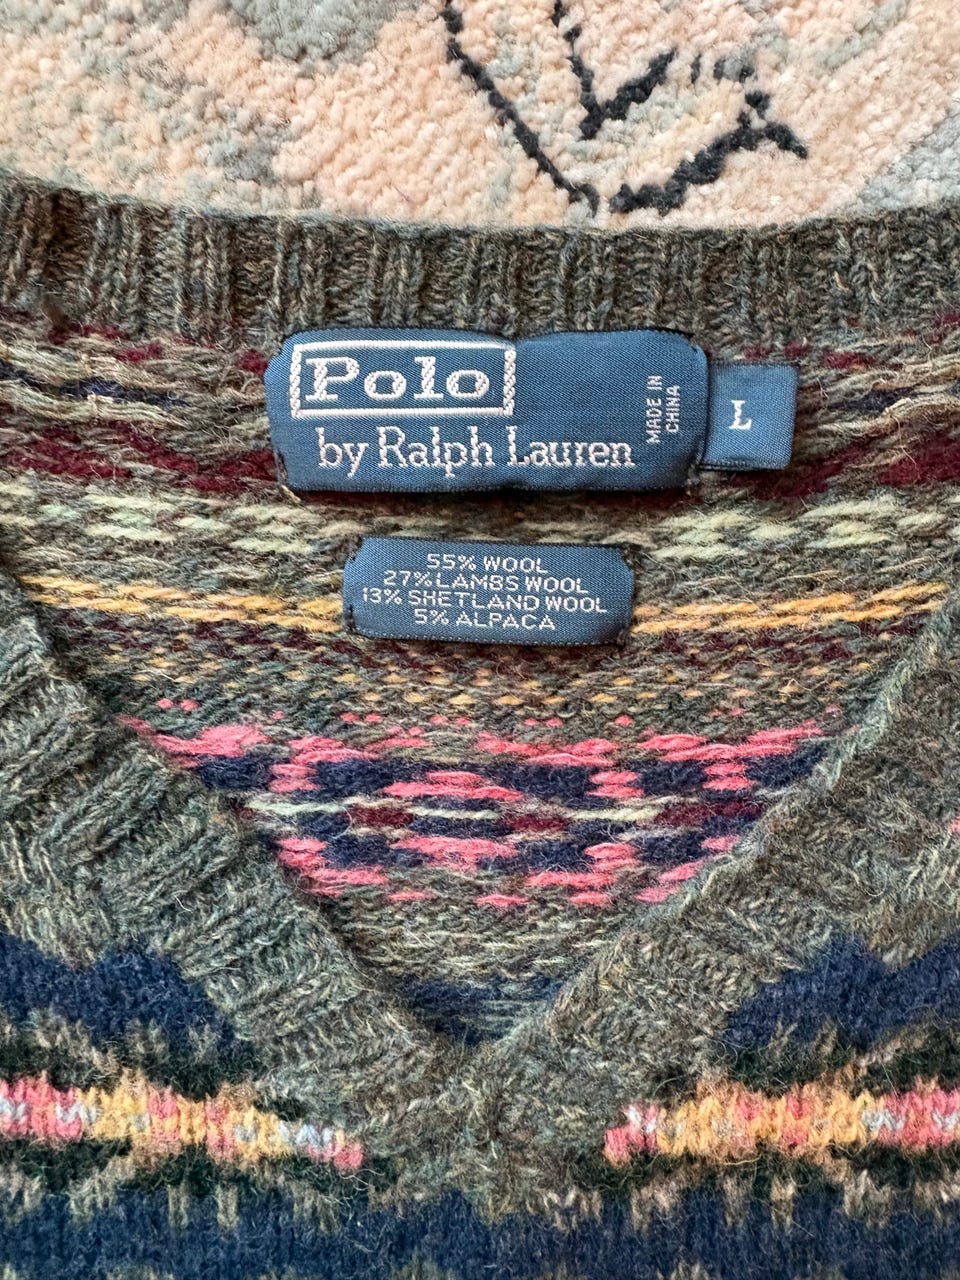 Polo
by Ralph Lauren
MADE IN
CHINA
L
55% WOOL
27% LAMBS WOOL
13% SHETLAND WOOL
5% ALPACA